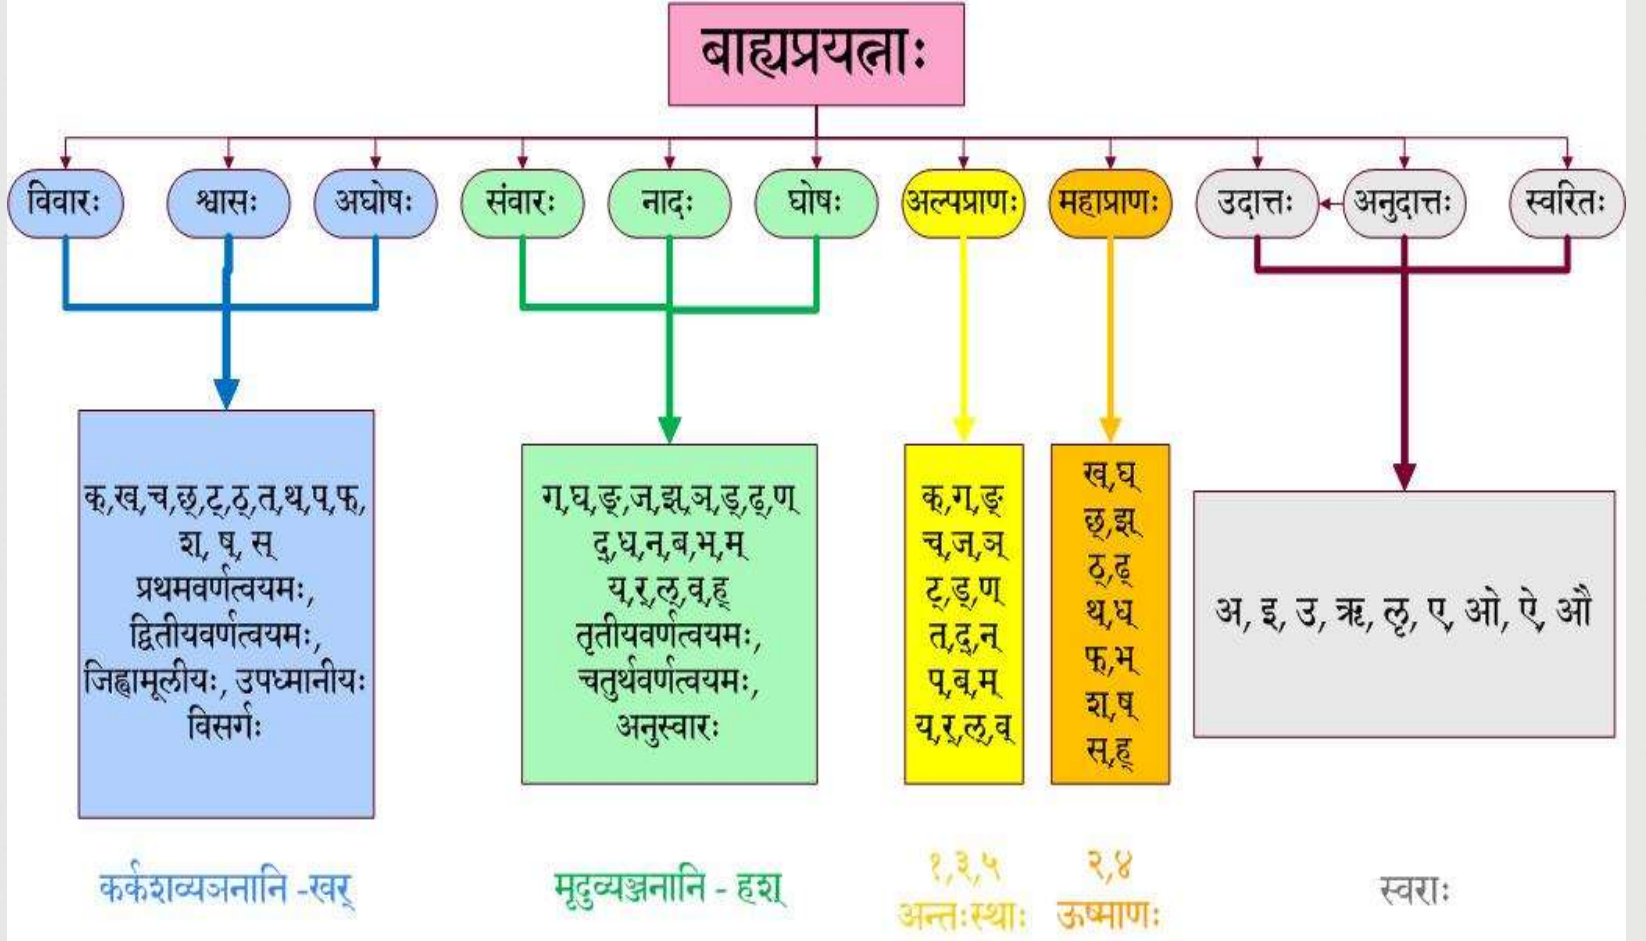 बाह्यप्रयत्नाः
विवारः
श्वासः
अघोषः
संवारः
नादः
घोषः
अल्पप्राणः
महाप्राणः
उदात्तः
अनुदात्तः
स्वरितः
क्,ख्,च,छ्,ट्,ठ्,त्,थ्,प्,फ्,
श्, ष्, स्
प्रथमवर्णत्वयमः,
द्वितीयवर्णत्वयमः,
जिह्वामूलीयः, उपध्मानीयः
विसर्गः
ग्,घ्,ङ्,ज्,झ्,ञ्,ड्,ढ्,ण्
द्,ध्,न्,ब्,भ्,म्
य्,र्,ल्,व्,ह्
तृतीयवर्णत्वयमः,
चतुर्थवर्णत्वयमः,
अनुस्वारः
क्,ग्,ङ्
च्,ज्,ञ्
ट्,ड्,ण्
त्,द्,न्
प्,ब्,म्
य्,र्,ल्,व्
ख्,घ्
छ्,झ्
ठ्,ढ्
थ्,ध्
फ्,भ्
श्,ष्
स्,ह्
अ, इ, उ, ऋ, ऌ, ए, ओ, ऐ, औ
कर्कशव्यञनानि -खर्
मृदुव्यञ्जनानि - हश्
१,३,५
अन्तःस्थाः
२,४
ऊष्माणः
स्वराः